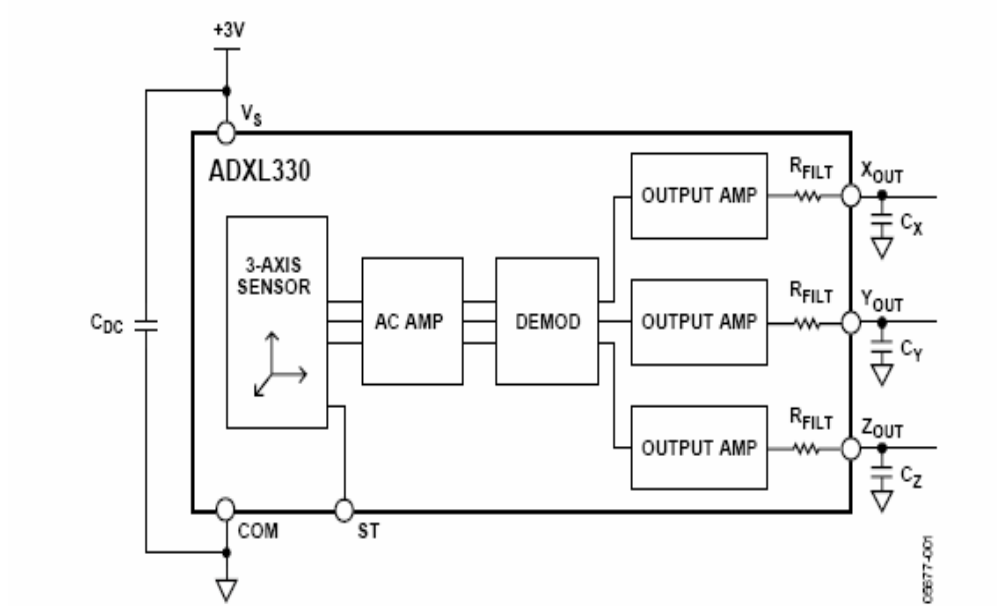 +3V
VS
ADXL330
3-AXIS
SENSOR
AC AMP
DEMOD
OUTPUT AMP
RFILT
XOUT
CX
OUTPUT AMP
RFILT
YOUT
CY
OUTPUT AMP
RFILT
ZOUT
CZ
CDC
COM
ST
05677-001